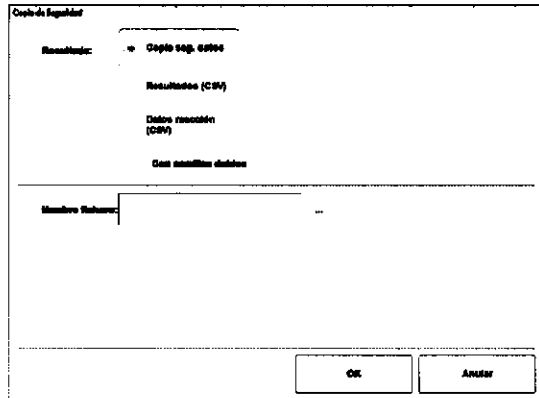 Copia de Seguridad
Resultado:
Copia seg. datos
Resultados (CSV)
Datos reacción
(CSV)
Nombre fichero:
...
OK
Anular